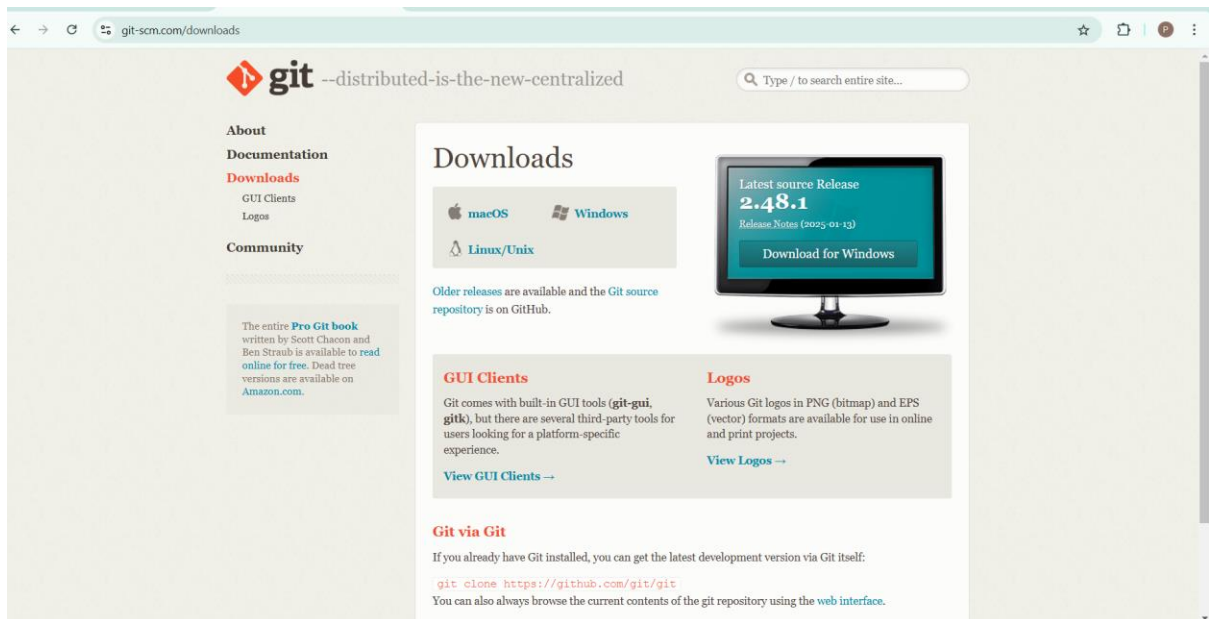 git-scm.com/downloads
P
git --distributed-is-the-new-centralized
Type / to search entire site...
About
Documentation
Downloads
GUI Clients
Logos
Community
The entire Pro Git book
written by Scott Chacon and
Ben Straub is available to read
online for free. Dead tree
versions are available on
Amazon.com.
Downloads
macOS
Windows
Linux/Unix
Older releases are available and the Git source
repository is on GitHub.
Latest source Release
2.48.1
Release Notes (2025-01-13)
Download for Windows
GUI Clients
Git comes with built-in GUI tools (git-gui,
gitk), but there are several third-party tools for
users looking for a platform-specific
experience.
View GUI Clients →
Logos
Various Git logos in PNG (bitmap) and EPS
(vector) formats are available for use in online
and print projects.
View Logos →
Git via Git
If you already have Git installed, you can get the latest development version via Git itself:
git clone https://github.com/git/git
You can also always browse the current contents of the git repository using the web interface.